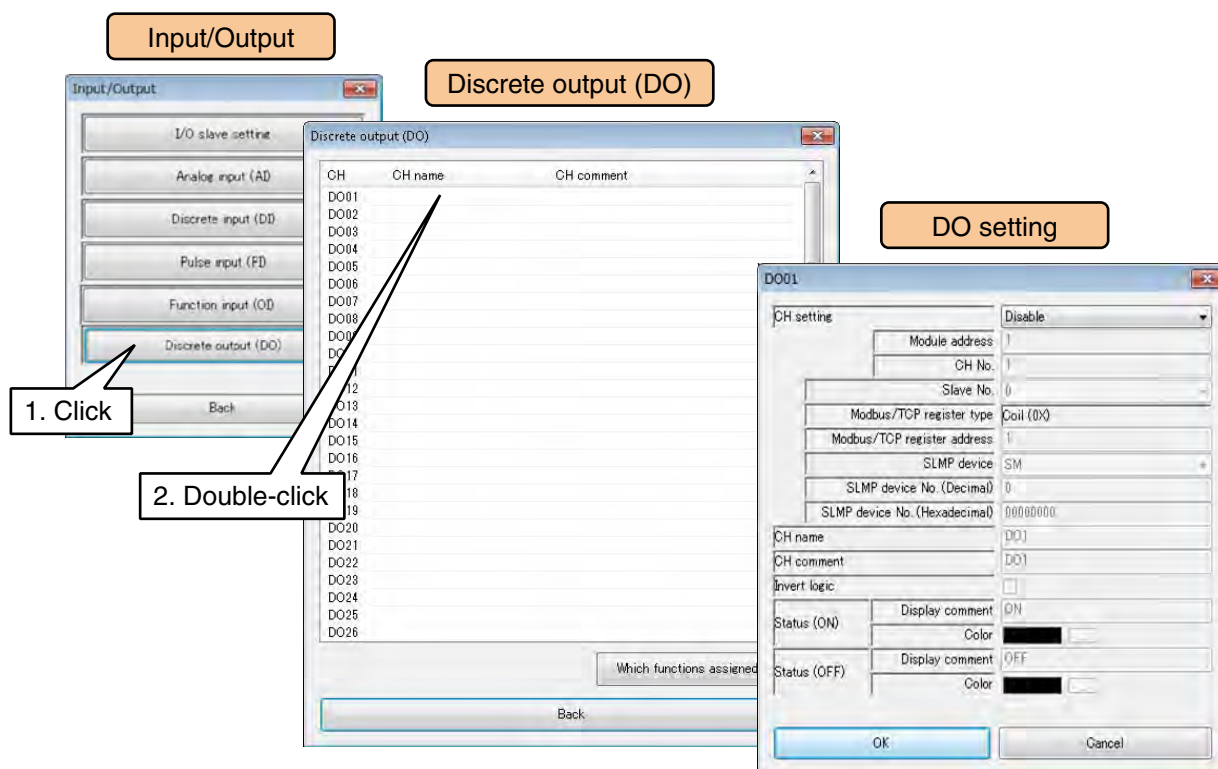 Input/Output
Input/Output
I/O slave setting
Analog input (AI)
Discrete input (DI)
Pulse input (PI)
Function input (OI)
Discrete output (DO)
Back
1. Click
Discrete output (DO)
Discrete output (DO)
CH CH name CH comment
DO01
DO02
DO03
DO04
DO05
DO06
DO07
DO08
12
DO13
DO14
DO15
DO16
17
18
19
DO20
DO21
DO22
DO23
DO24
DO25
DO26
2. Double-click
Which functions assigned
Back
DO setting
DO01
CH setting Disable
Module address 1
CH No. 1
Slave No. 0
Modbus/TCP register type Coil (0X)
Modbus/TCP register address 1
SLMP device SM
SLMP device No. (Decimal) 0
SLMP device No. (Hexadecimal) 00000000
CH name DO1
CH comment DO1
Invert logic
Status (ON) Display comment ON
Color
Status (OFF) Display comment OFF
Color
OK Cancel